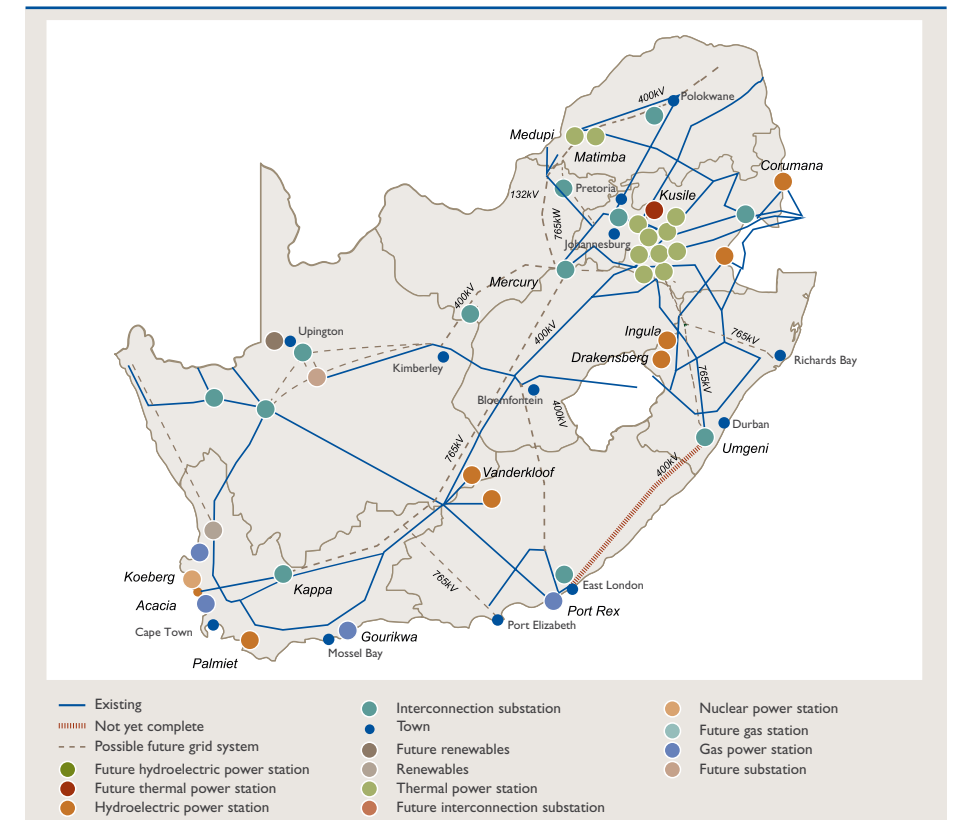 400kV
Polokwane
Medupi
Matimba
Corumana
132kV
Pretoria
Kusile
765kW
Johannesburg
Mercury
400kV
400kV
Ingula
765kV
Upington
Drakensberg
Richards Bay
Kimberley
765kV
Bloemfontein
400kV
Durban
Umgeni
765kV
400kV
Vanderkloof
Koeberg
765kV
East London
Kappa
Acacia
Port Rex
Port Elizabeth
Cape Town
Gourikwa
Mossel Bay
Palmiet
Existing
Not yet complete
Possible future grid system
Future hydroelectric power station
Future thermal power station
Hydroelectric power station
Interconnection substation
Town
Future renewables
Renewables
Thermal power station
Future interconnection substation
Nuclear power station
Future gas station
Gas power station
Future substation